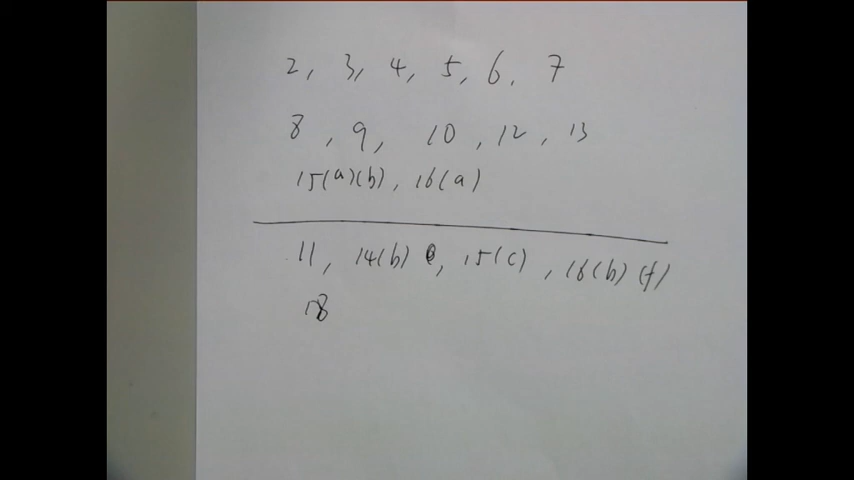 2, 3, 4, 5, 6, 7
8, 9, 10, 12, 13
15(a)(b), 16(a)
11, 14(b), 15(c), 16(b)(f)
18